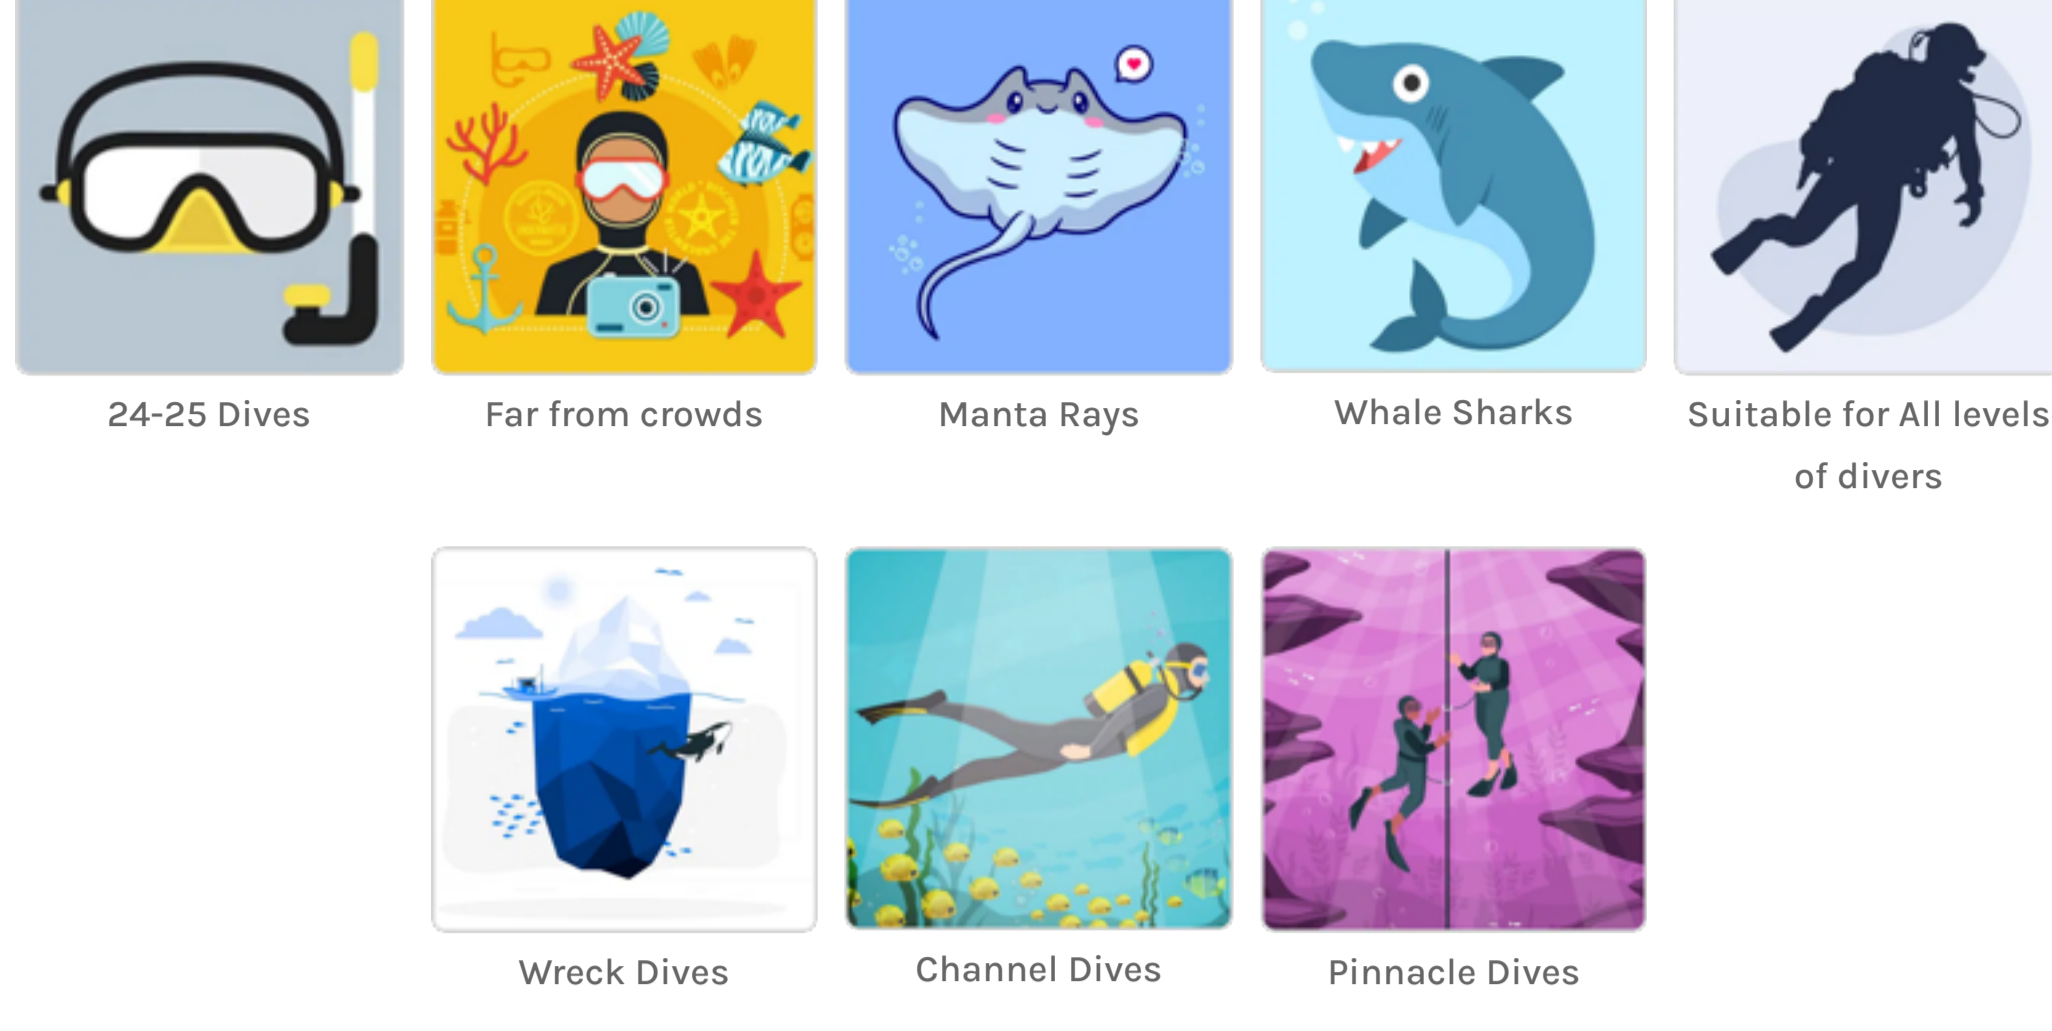 24-25 Dives
Far from crowds
Manta Rays
Whale Sharks
Suitable for All levels
of divers
Wreck Dives
Channel Dives
Pinnacle Dives